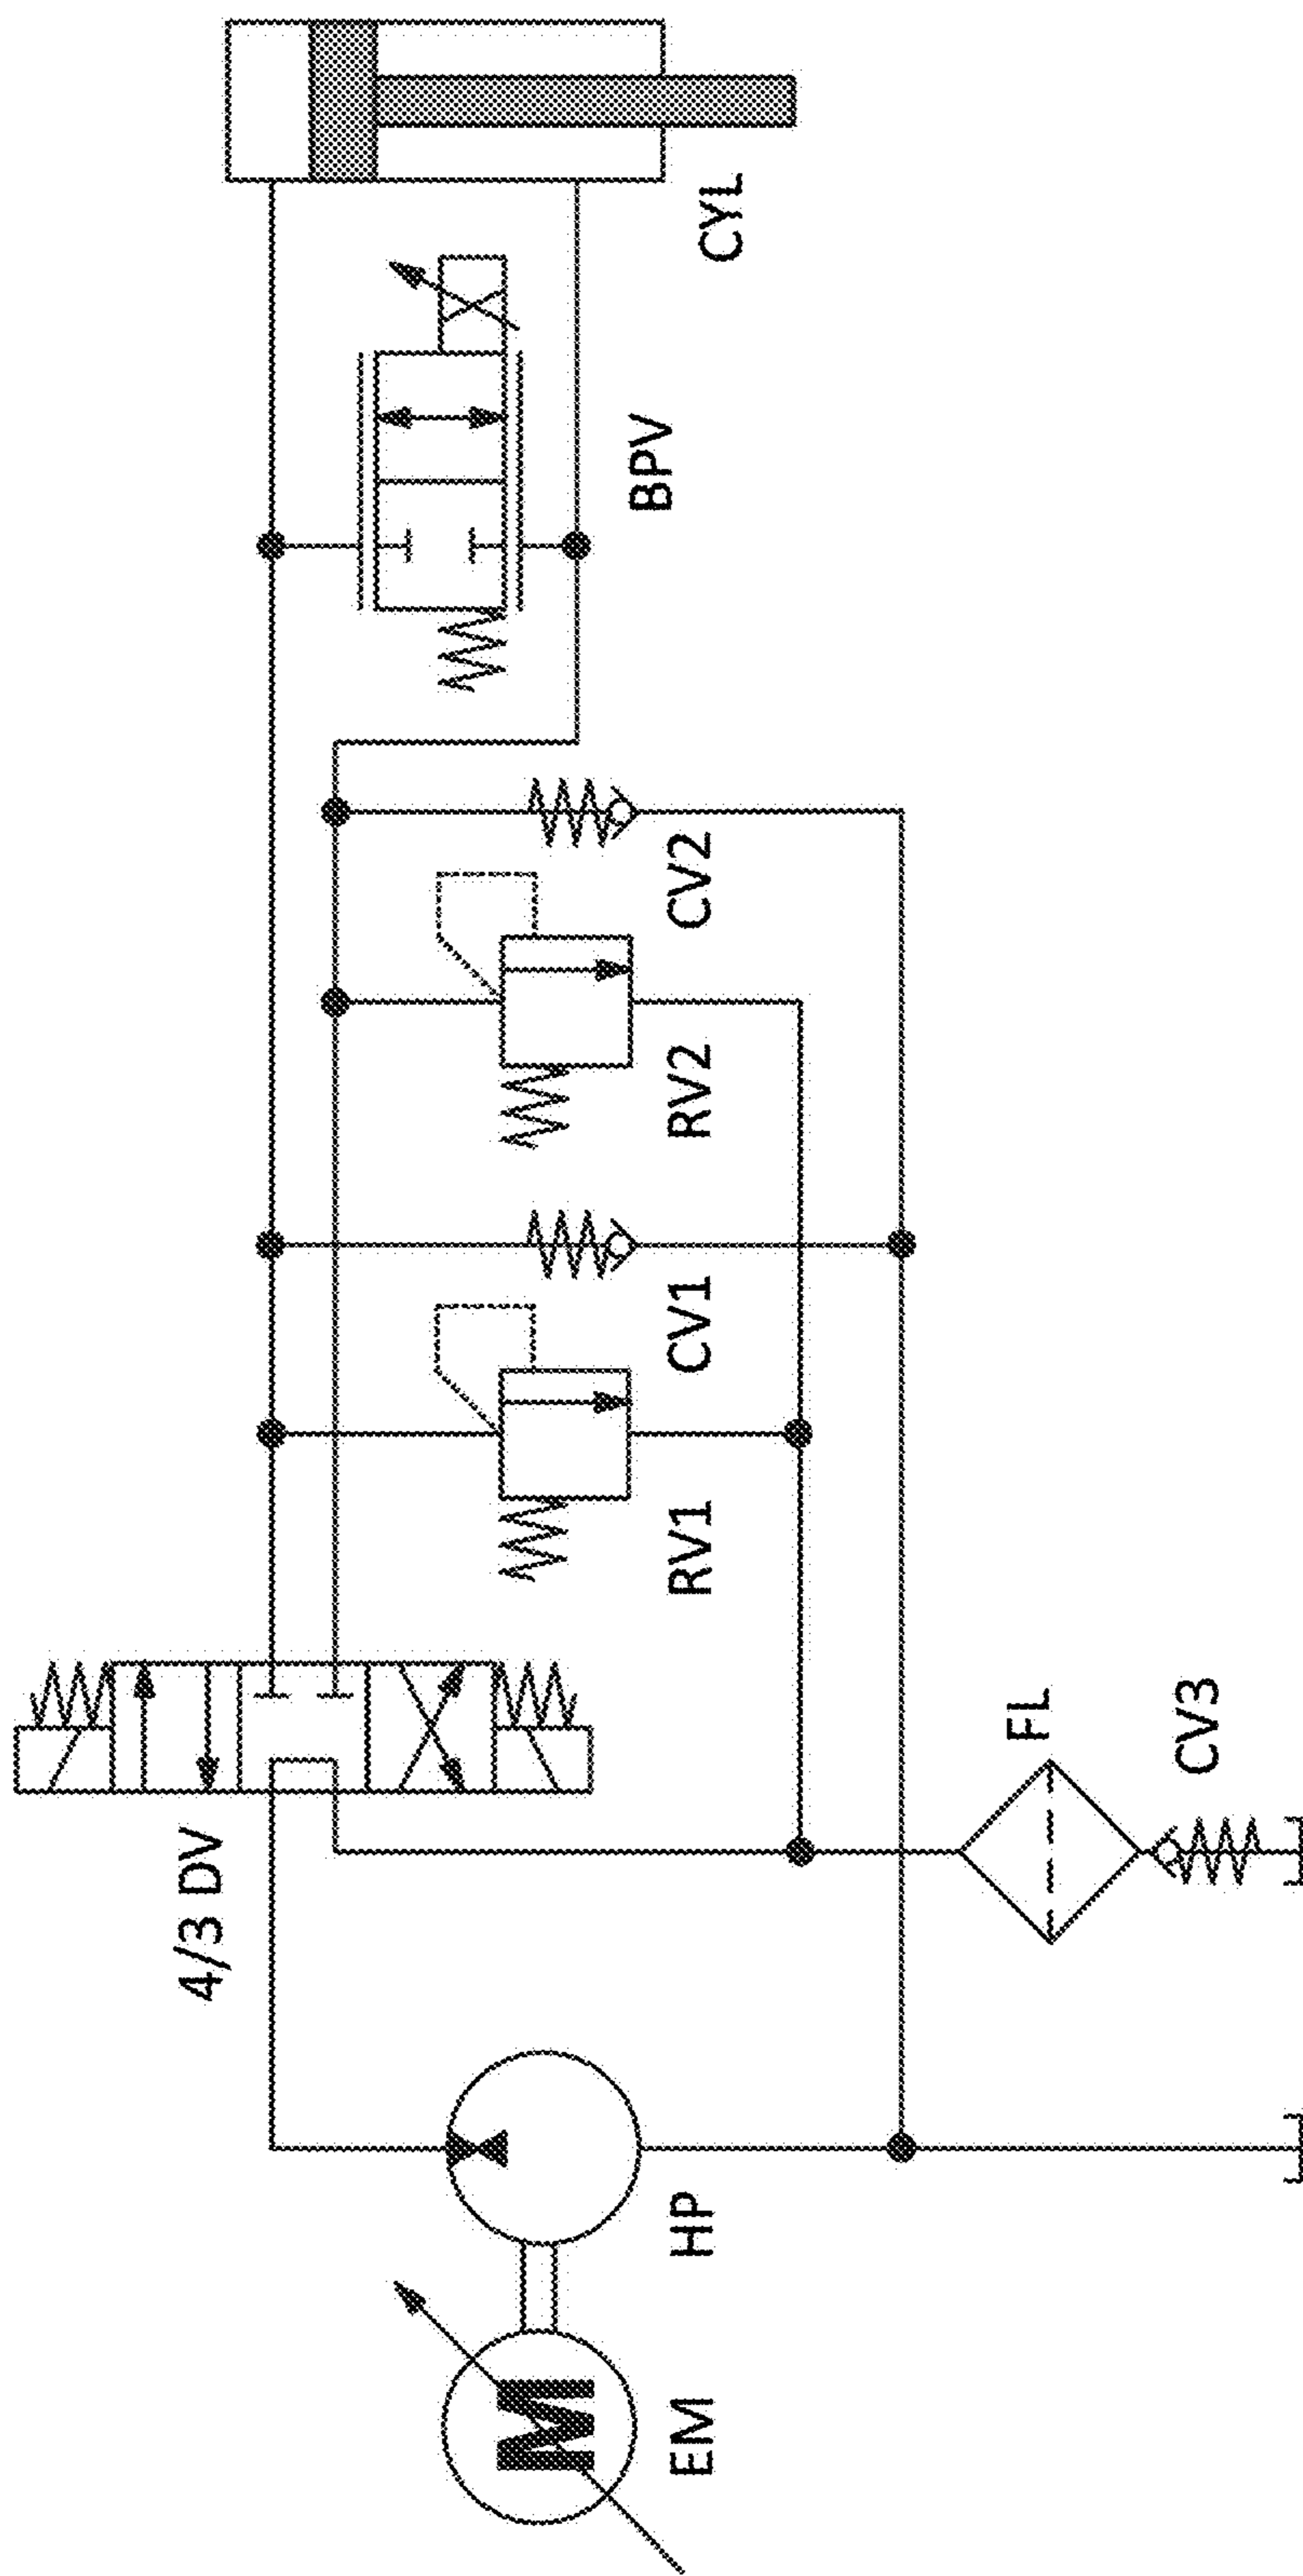 4/3 DV
CYL
BPV
CV2
RV2
CV1
RV1
FL
CV3
HP
M
EM